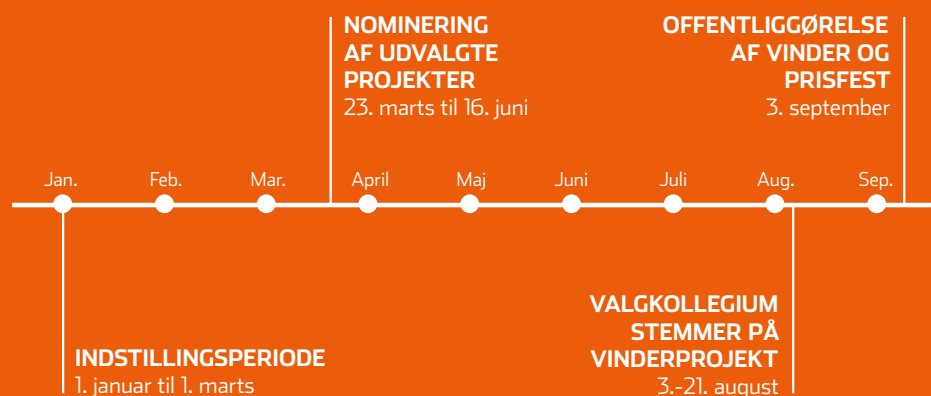 NOMINERING
AF UDVALGTE
PROJEKTER
23. marts til 16. juni
OFFENTLIGGØRELSE
AF VINDER OG
PRISFEST
3. september
Jan. Feb. Mar. April Maj Juni Juli Aug. Sep.
INDSTILLINGSPERIODE
1. januar til 1. marts
VALGKOLLEGIUM
STEMMER PÅ
VINDERPROJEKT
3.-21. august